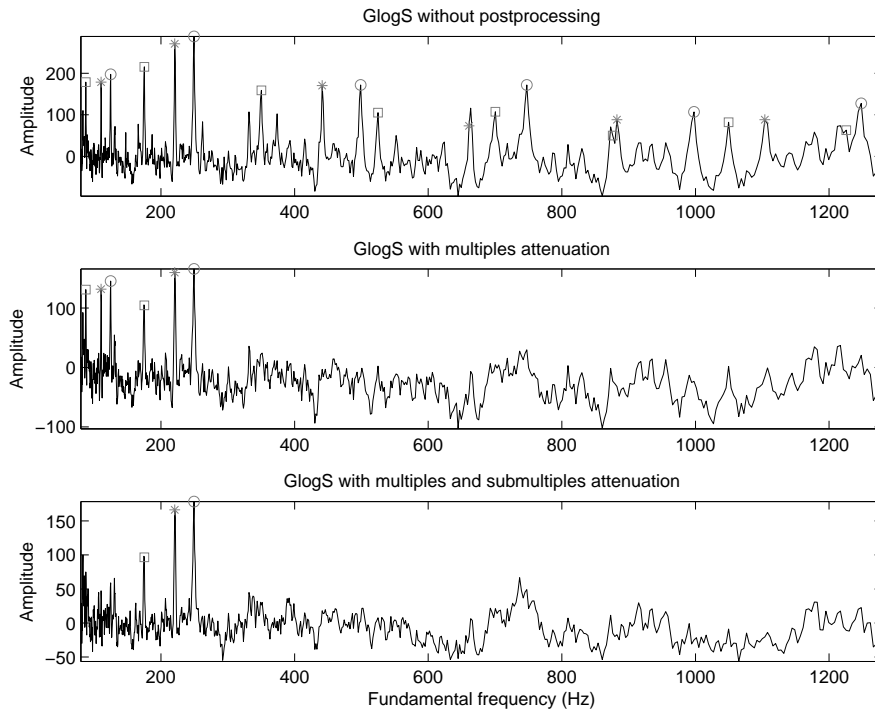 GlogS without postprocessing
Amplitude
200
100
0
200 400 600 800 1000 1200
GlogS with multiples attenuation
Amplitude
100
0
−100
200 400 600 800 1000 1200
GlogS with multiples and submultiples attenuation
Amplitude
150
100
50
0
−50
200 400 600 800 1000 1200
Fundamental frequency (Hz)